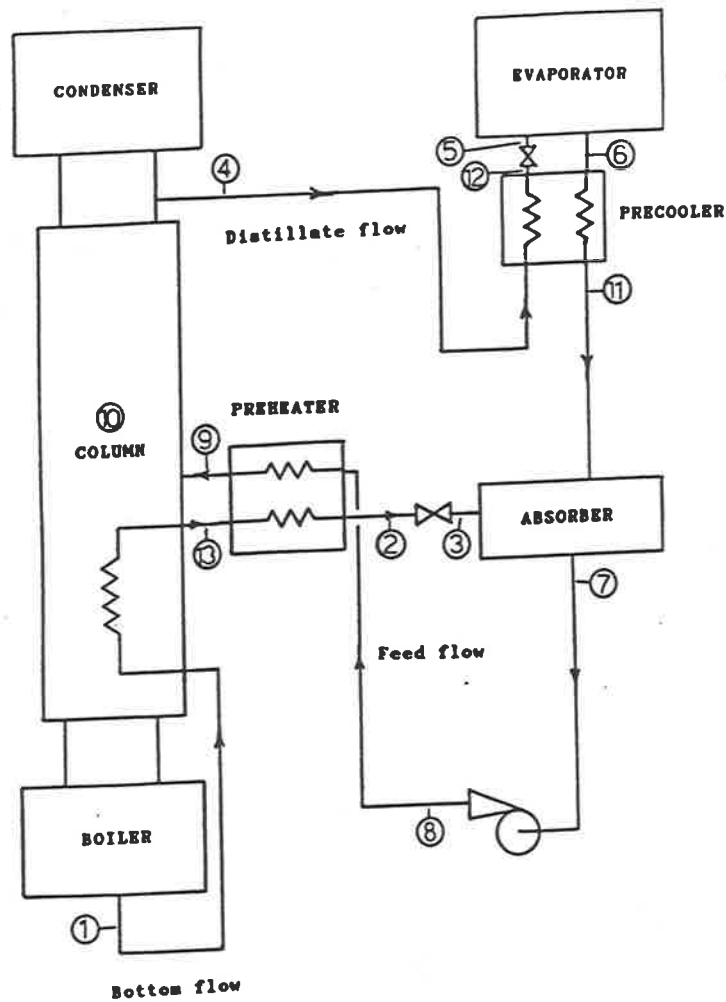 CONDENSER
EVAPORATOR
④
⑤
⑥
⑫
PRECOOLER
Distillate flow
⑪
⑩
COLUMN
PREHEATER
⑨
⑬
②
③
ABSORBER
⑦
Feed flow
⑧
BOILER
①
Bottom flow